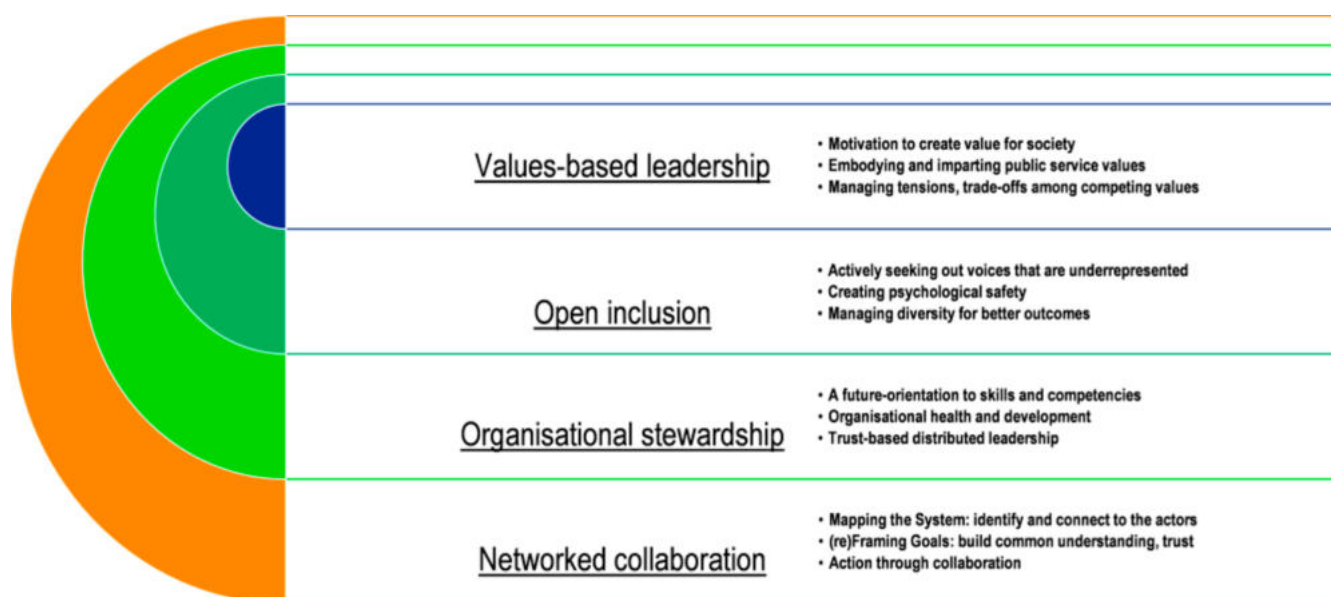 Values-based leadership
• Motivation to create value for society
• Embodying and imparting public service values
• Managing tensions, trade-offs among competing values
Open inclusion
• Actively seeking out voices that are underrepresented
• Creating psychological safety
• Managing diversity for better outcomes
Organisational stewardship
• A future-orientation to skills and competencies
• Organisational health and development
• Trust-based distributed leadership
Networked collaboration
• Mapping the System: identify and connect to the actors
• (re)Framing Goals: build common understanding, trust
• Action through collaboration